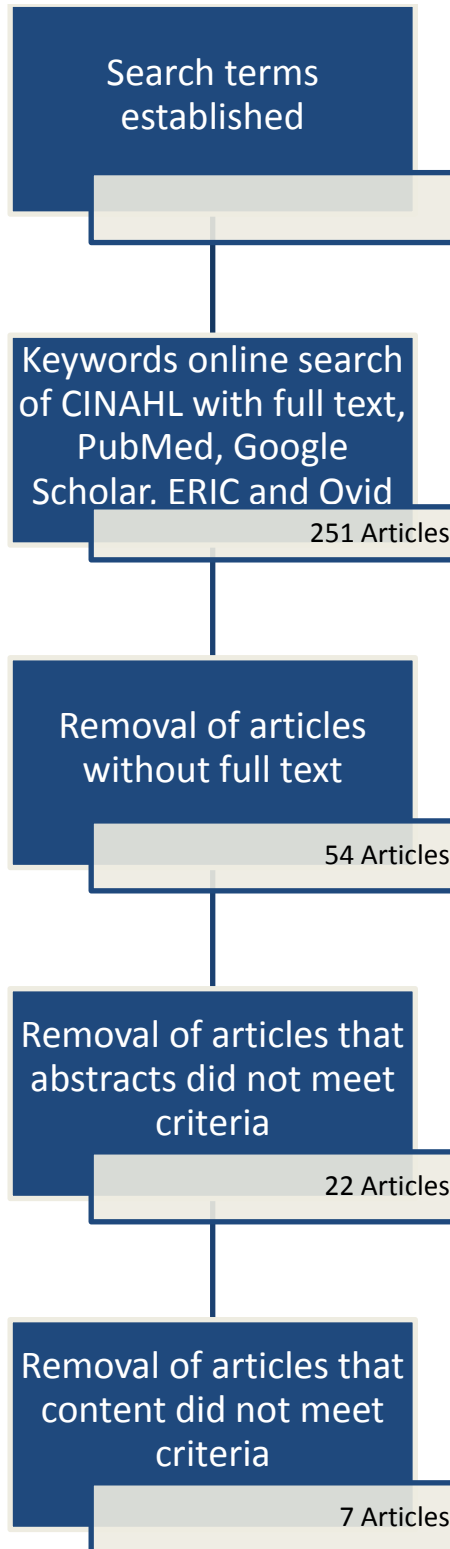 Search terms
established
Keywords online search
of CINAHL with full text,
PubMed, Google
Scholar. ERIC and Ovid
251 Articles
Removal of articles
without full text
54 Articles
Removal of articles that
abstracts did not meet
criteria
22 Articles
Removal of articles that
content did not meet
criteria
7 Articles